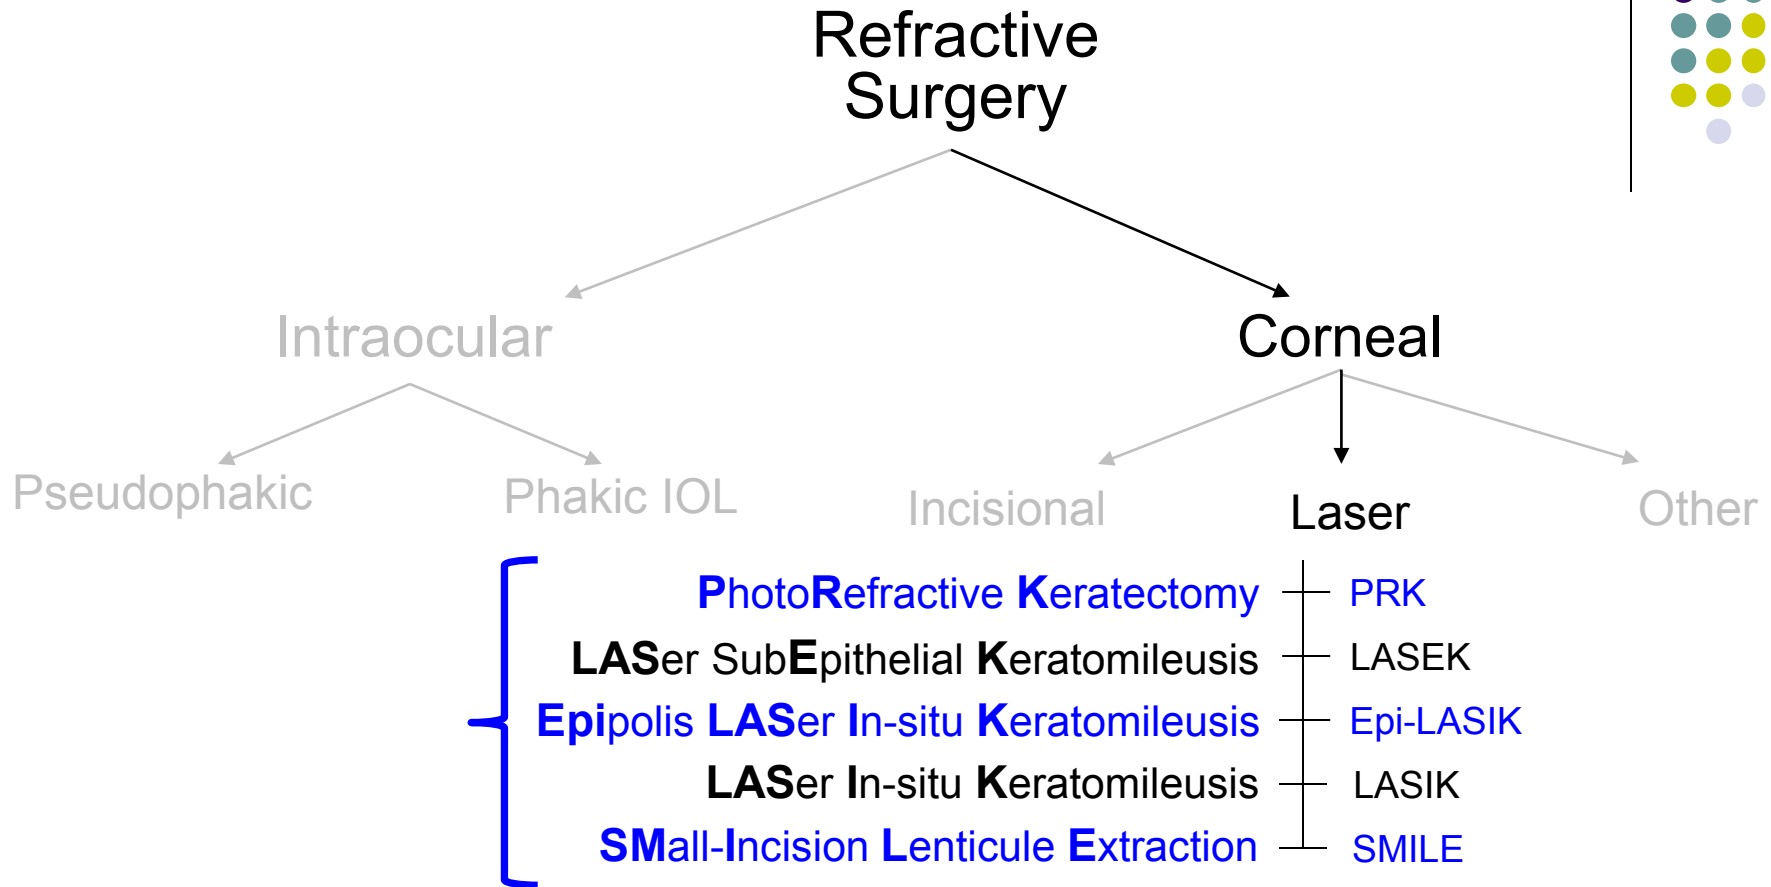 Refractive
Surgery
Intraocular
Corneal
Pseudophakic
Phakic IOL
Incisional
Laser
Other
PhotoRefractive Keratectomy PRK
LASer SubEpithelial Keratomileusis LASEK
Epipolis LASer In-situ Keratomileusis Epi-LASIK
LASer In-situ Keratomileusis LASIK
SMall-Incision Lenticule Extraction SMILE